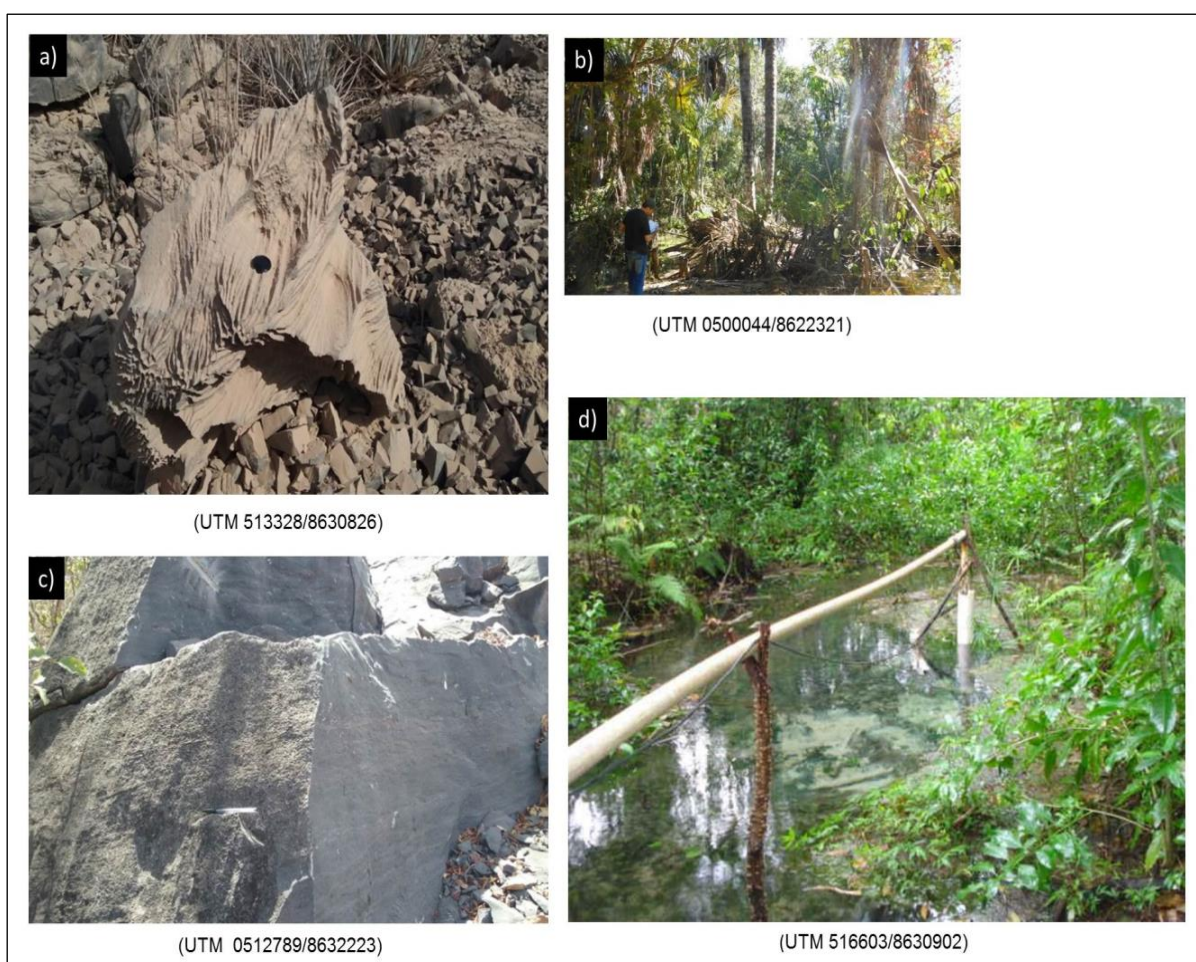 a)
b)
(UTM 0500044/8622321)
(UTM 513328/8630826)
c)
d)
(UTM 0512789/8632223)
(UTM 516603/8630902)